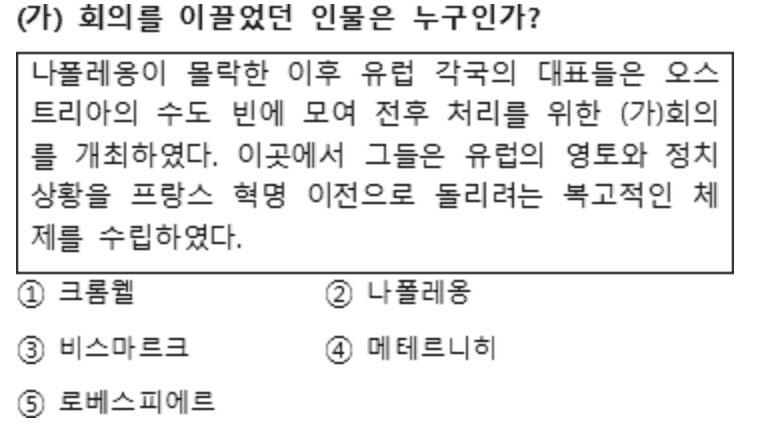 (가) 회의를 이끌었던 인물은 누구인가?
나폴레옹이 몰락한 이후 유럽 각국의 대표들은 오스
트리아의 수도 빈에 모여 전후 처리를 위한 (가)회의
를 개최하였다. 이곳에서 그들은 유럽의 영토와 정치
상황을 프랑스 혁명 이전으로 돌리려는 복고적인 체
제를 수립하였다.
① 크롬웰 ② 나폴레옹
③ 비스마르크 ④ 메테르니히
⑤ 로베스피에르